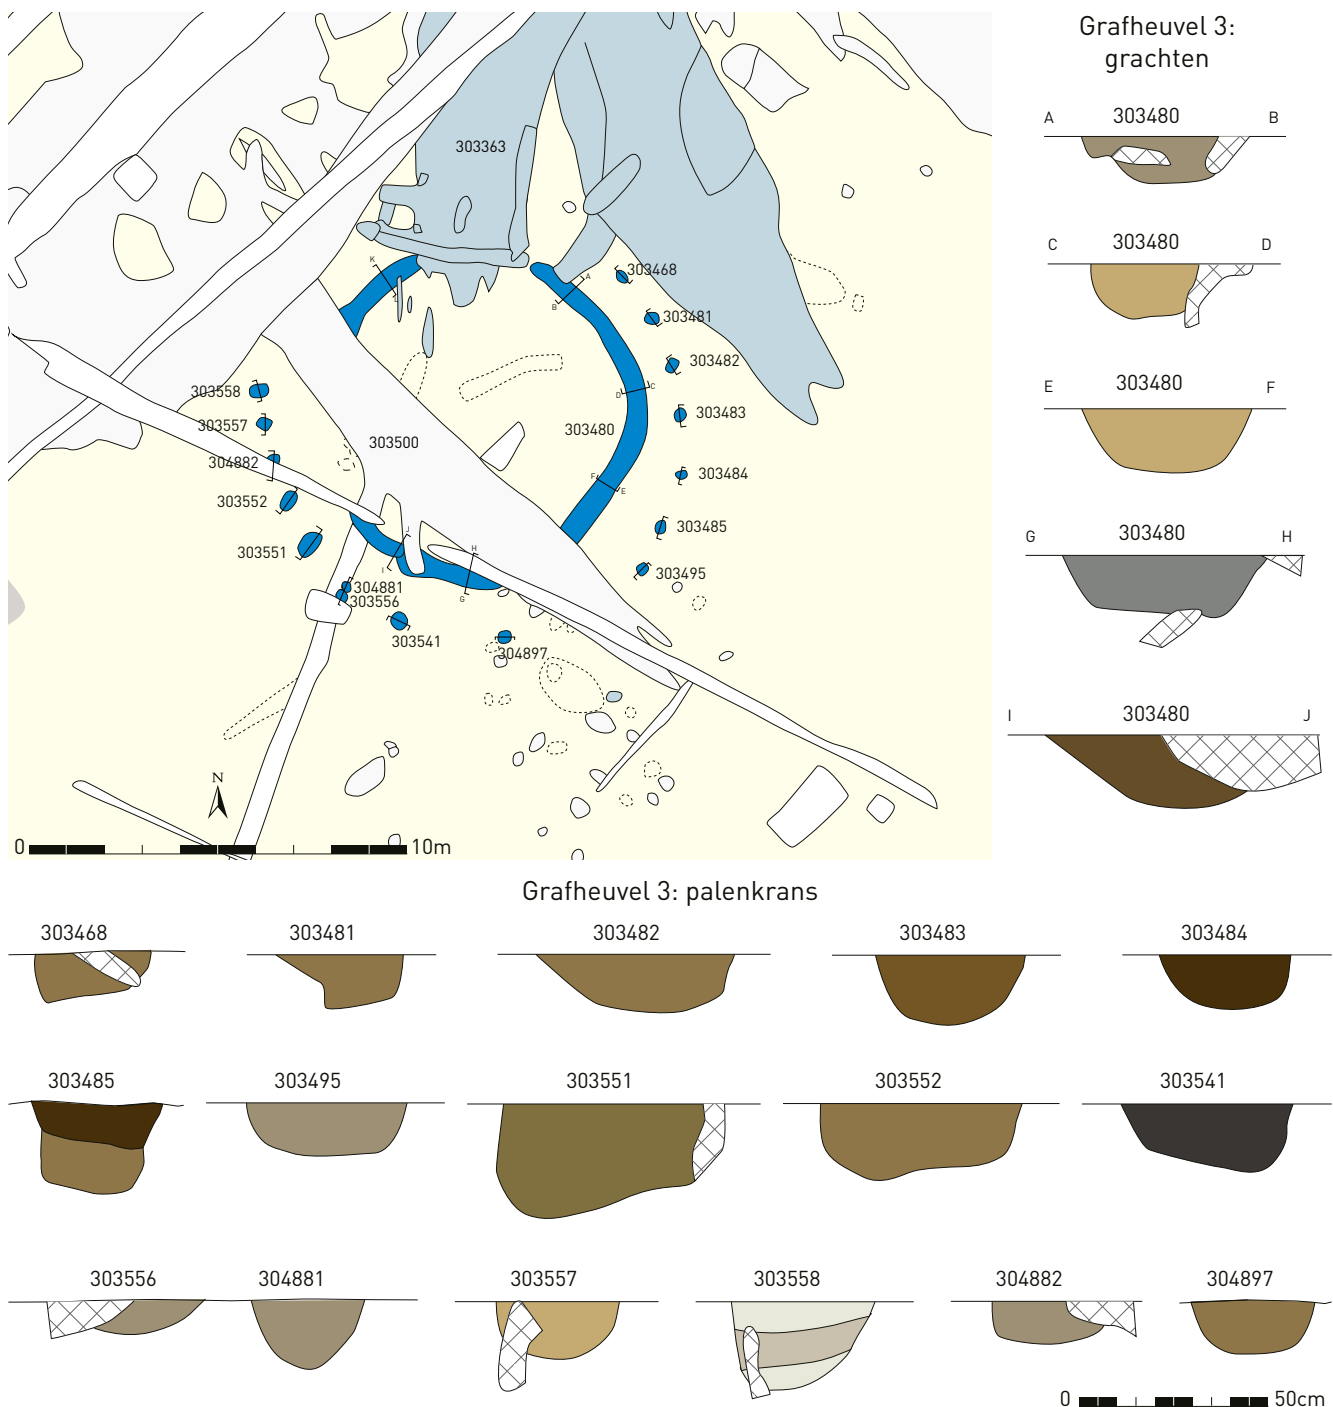 Grafheuvel 3:
grachten
A 303480 B
C 303480 D
E 303480 F
G 303480 H
I 303480 J
303363
K
L
A
B
303468
303481
303482
C
D
303483
303480
303484
F
E
303485
303495
303558
303557
304882
303552
303551
303500
J
I
H
G
304881
303556
303541
304897
N
0 10m
Grafheuvel 3: palenkrans
303468 303481 303482 303483 303484
303485 303495 303551 303552 303541
303556 304881 303557 303558 304882 304897
0 50cm